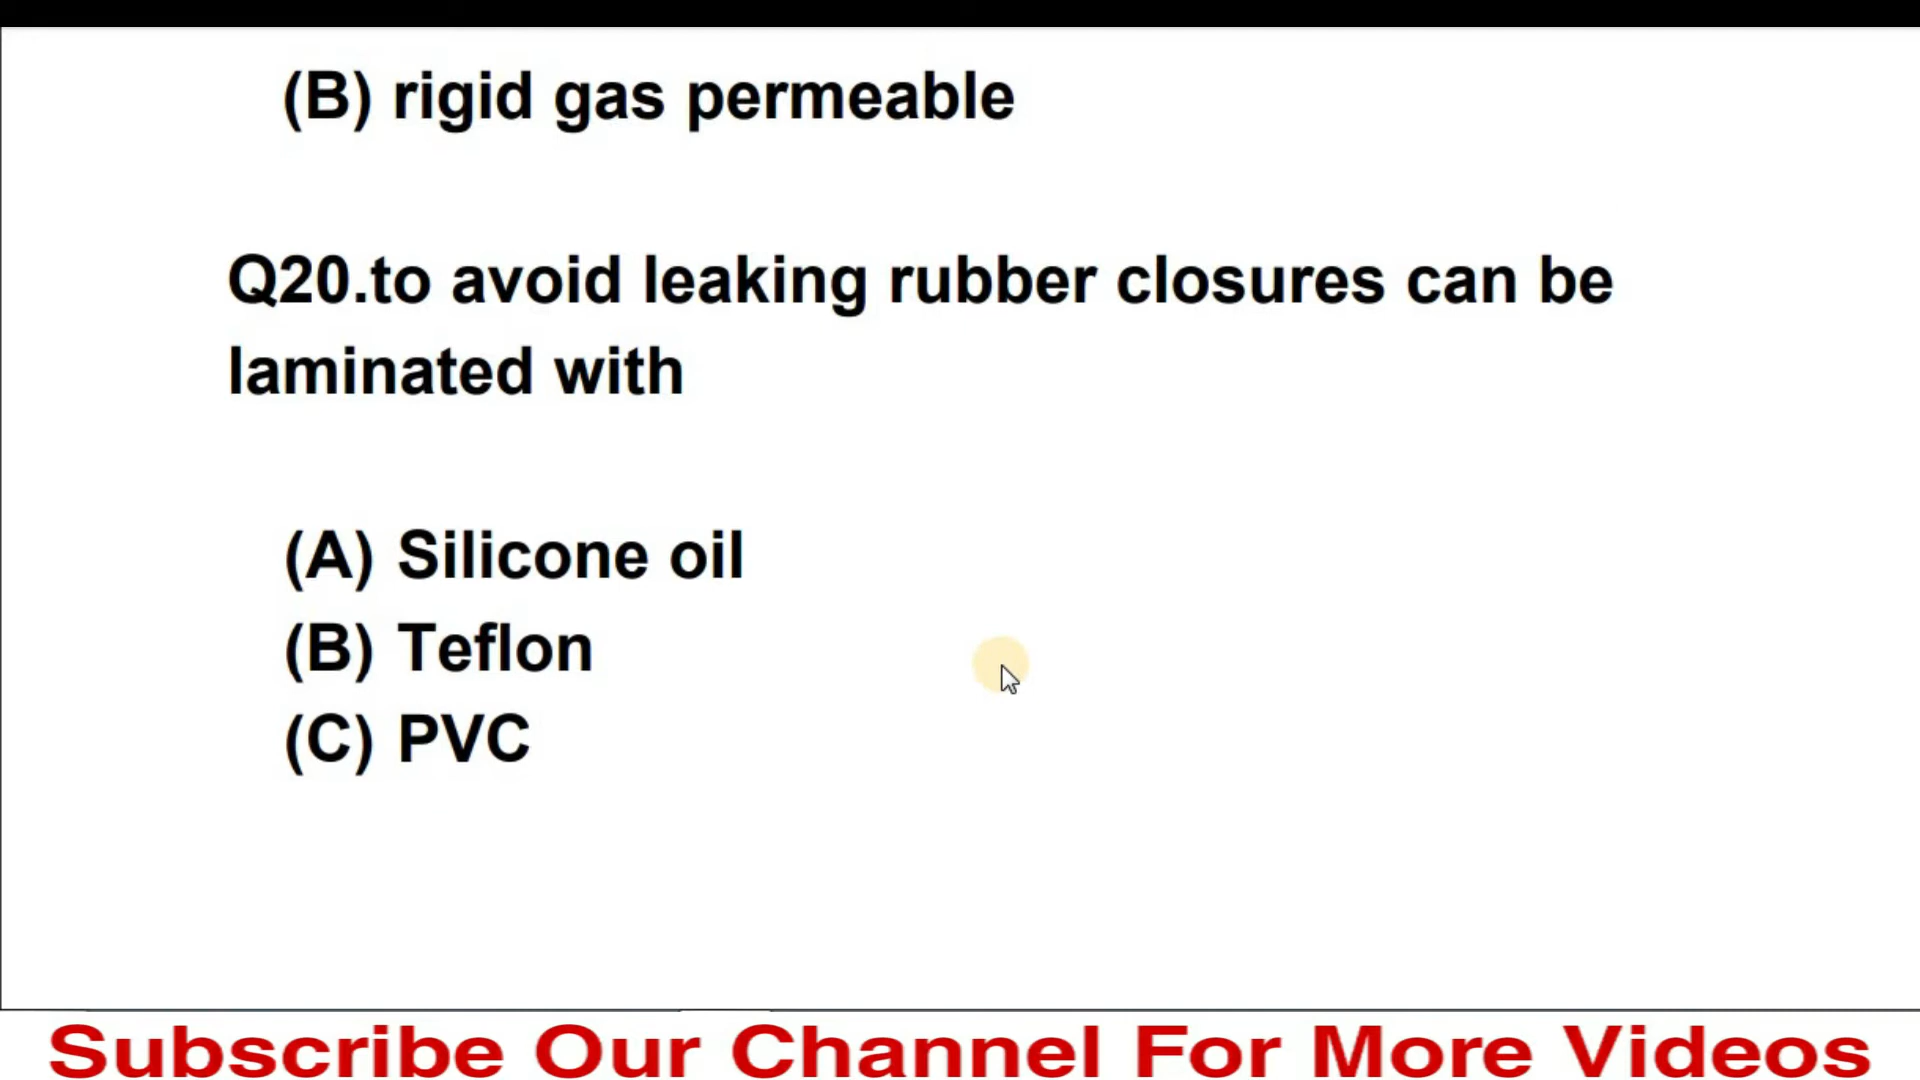 (B) rigid gas permeable
Q20.to avoid leaking rubber closures can be
laminated with
(A) Silicone oil
(B) Teflon
(C) PVC
Subscribe Our Channel For More Videos